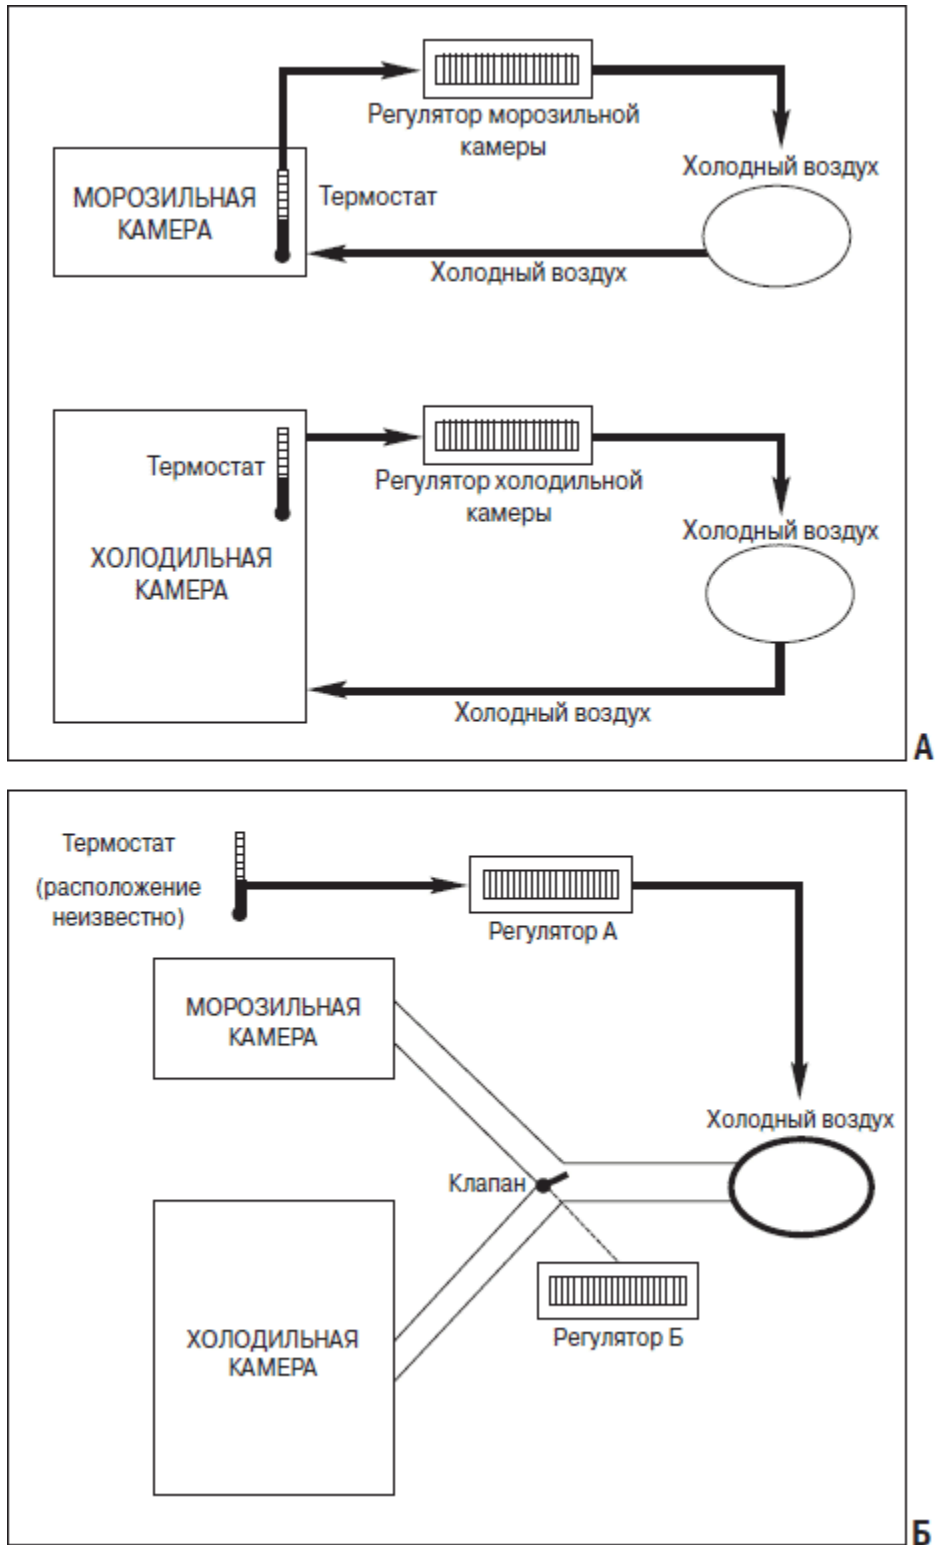 Регулятор морозильной
камеры
Холодный воздух
МОРОЗИЛЬНАЯ
КАМЕРА
Термостат
Холодный воздух
Термостат
Регулятор холодильной
камеры
Холодный воздух
ХОЛОДИЛЬНАЯ
КАМЕРА
Холодный воздух
А
Термостат
(расположение
неизвестно)
Регулятор А
МОРОЗИЛЬНАЯ
КАМЕРА
Холодный воздух
Клапан
Регулятор Б
ХОЛОДИЛЬНАЯ
КАМЕРА
Б